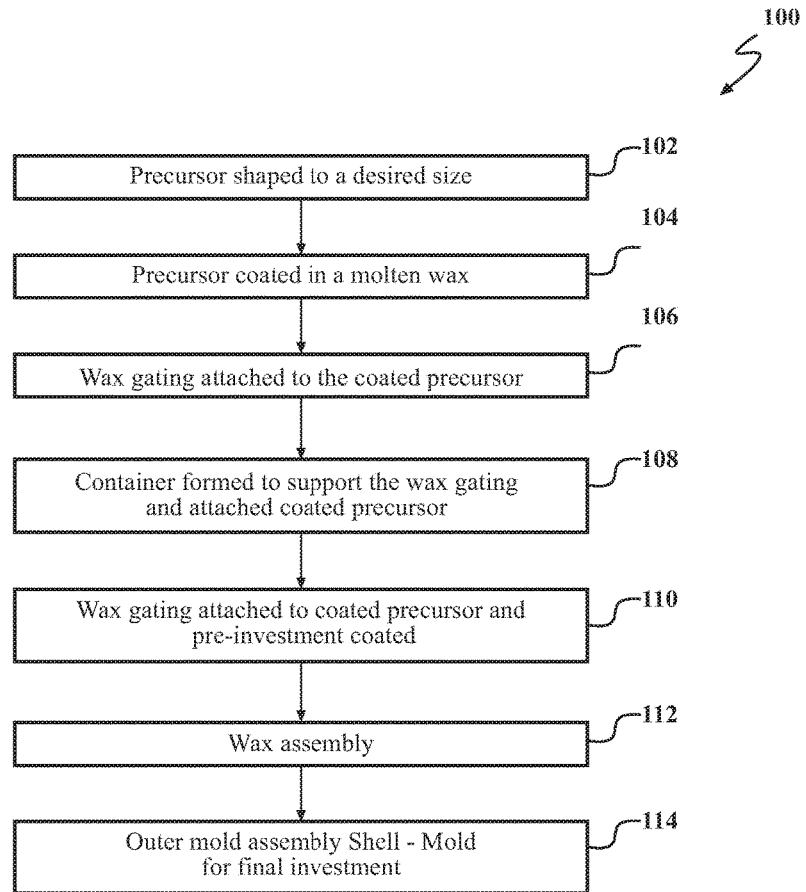 100
102
Precursor shaped to a desired size
104
Precursor coated in a molten wax
106
Wax gating attached to the coated precursor
108
Container formed to support the wax gating
and attached coated precursor
110
Wax gating attached to coated precursor and
pre-investment coated
112
Wax assembly
114
Outer mold assembly Shell - Mold
for final investment